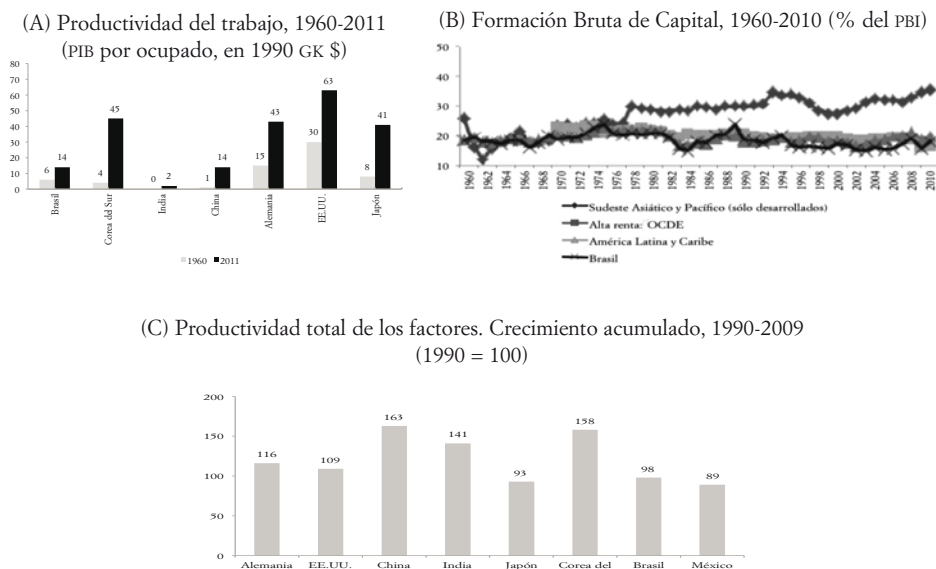 (A) Productividad del trabajo, 1960-2011
(PIB por ocupado, en 1990 GK $)
80
70
60
50
40
30
20
10
0
6 14 4 45 0 2 1 14 15 43 30 63 8 41
Brasil
Corea del Sur
India
China
Alemania
EE.UU.
Japón
1960 2011
(B) Formación Bruta de Capital, 1960-2010 (% del PBI)
50
40
30
20
10
1960 1962 1964 1966 1968 1970 1972 1974 1976 1978 1980 1982 1984 1986 1988 1990 1992 1994 1996 1998 2000 2002 2004 2006 2008 2010
Sudeste Asiático y Pacífico (sólo desarrollados)
Alta renta: OCDE
América Latina y Caribe
Brasil
(C) Productividad total de los factores. Crecimiento acumulado, 1990-2009
(1990 = 100)
200
150
100
50
0
116 109 163 141 93 158 98 89
Alemania EE.UU. China India Japón Corea del Brasil México